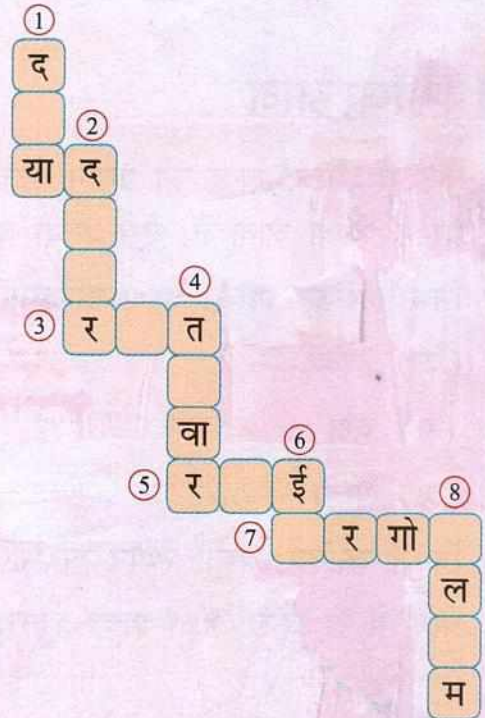 ①
द
②
या द
④
③ र त
वा
⑥
⑤ र ई
⑧
⑦ र गो
ल
म